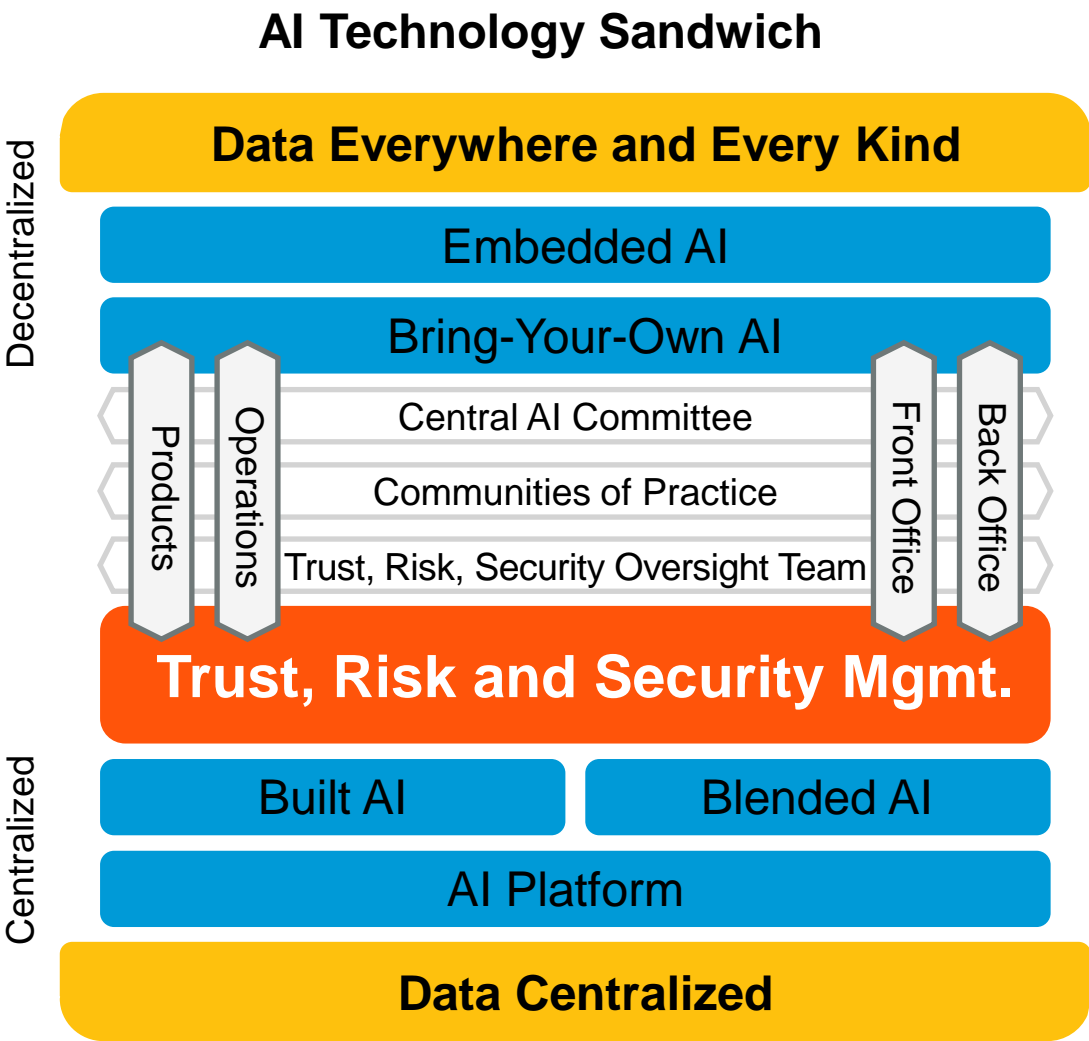 AI Technology Sandwich
Decentralized
Data Everywhere and Every Kind
Embedded AI
Bring-Your-Own AI
Products
Operations
Central AI Committee
Communities of Practice
Trust, Risk, Security Oversight Team
Front Office
Back Office
Trust, Risk and Security Mgmt.
Centralized
Built AI
Blended AI
AI Platform
Data Centralized